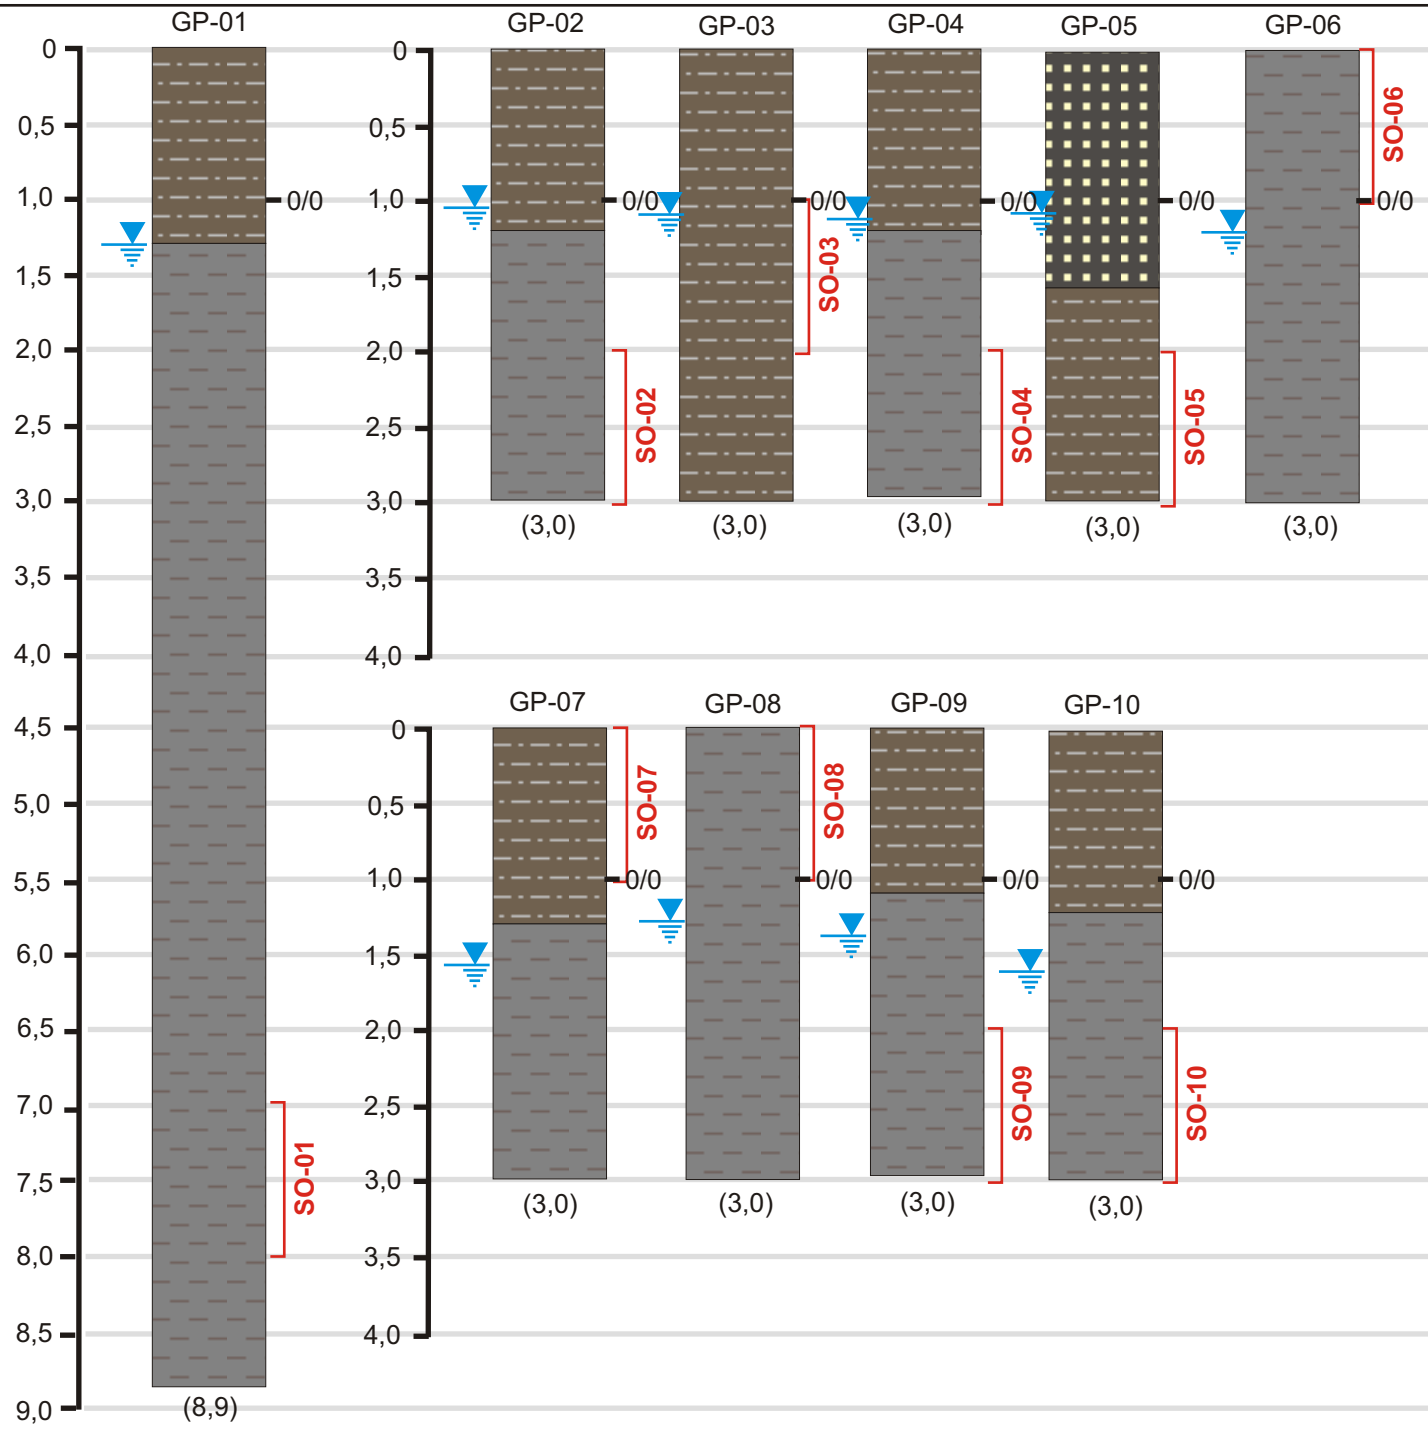 GP-01
GP-02
GP-03
GP-04
GP-05
GP-06
0
0,5
1,0
1,5
2,0
2,5
3,0
3,5
4,0
4,5
5,0
5,5
6,0
6,5
7,0
7,5
8,0
8,5
9,0
0/0
SO-01
(8,9)
0
0,5
1,0
1,5
2,0
2,5
3,0
3,5
4,0
0/0
0/0
0/0
0/0
0/0
SO-02
SO-03
SO-04
SO-05
SO-06
(3,0)
(3,0)
(3,0)
(3,0)
(3,0)
GP-07
GP-08
GP-09
GP-10
0
0,5
1,0
1,5
2,0
2,5
3,0
3,5
4,0
SO-07
SO-08
0/0
0/0
0/0
0/0
SO-09
SO-10
(3,0)
(3,0)
(3,0)
(3,0)